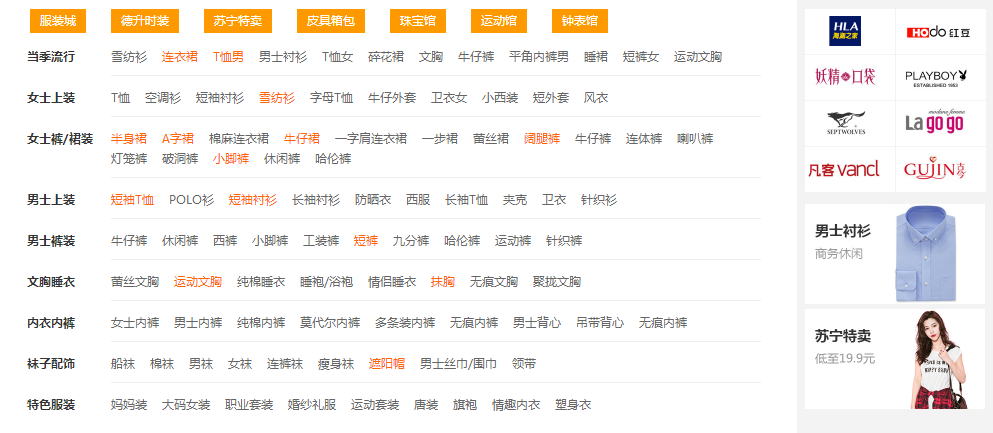 服装城 德升时装 苏宁特卖 皮具箱包 珠宝馆 运动馆 钟表馆
当季流行 雪纺衫 连衣裙 T恤男 男士衬衫 T恤女 碎花裙 文胸 牛仔裤 平角内裤男 睡裙 短裤女 运动文胸
女士上装 T恤 空调衫 短袖衬衫 雪纺衫 字母T恤 牛仔外套 卫衣女 小西装 短外套 风衣
女士裤/裙装 半身裙 A字裙 棉麻连衣裙 牛仔裙 一字肩连衣裙 一步裙 蕾丝裙 阔腿裤 牛仔裤 连体裤 喇叭裤
灯笼裤 破洞裤 小脚裤 休闲裤 哈伦裤
男士上装 短袖T恤 POLO衫 短袖衬衫 长袖衬衫 防晒衣 西服 长袖T恤 夹克 卫衣 针织衫
男士裤装 牛仔裤 休闲裤 西裤 小脚裤 工装裤 短裤 九分裤 哈伦裤 运动裤 针织裤
文胸睡衣 蕾丝文胸 运动文胸 纯棉睡衣 睡袍/浴袍 情侣睡衣 抹胸 无痕文胸 聚拢文胸
内衣内裤 女士内裤 男士内裤 纯棉内裤 莫代尔内裤 多条装内裤 无痕内裤 男士背心 吊带背心 无痕内裤
袜子配饰 船袜 棉袜 男袜 女袜 连裤袜 瘦身袜 遮阳帽 男士丝巾/围巾 领带
特色服装 妈妈装 大码女装 职业套装 婚纱礼服 运动套装 唐装 旗袍 情趣内衣 塑身衣
HLA
海澜之家
HOdo 红豆
妖精口袋
PLAYBOY
ESTABLISHED 1953
SEPTWOLVES
modaine femme
La go go
凡客 vancl
GUJIN 古今
男士衬衫
商务休闲
苏宁特卖
低至19.9元